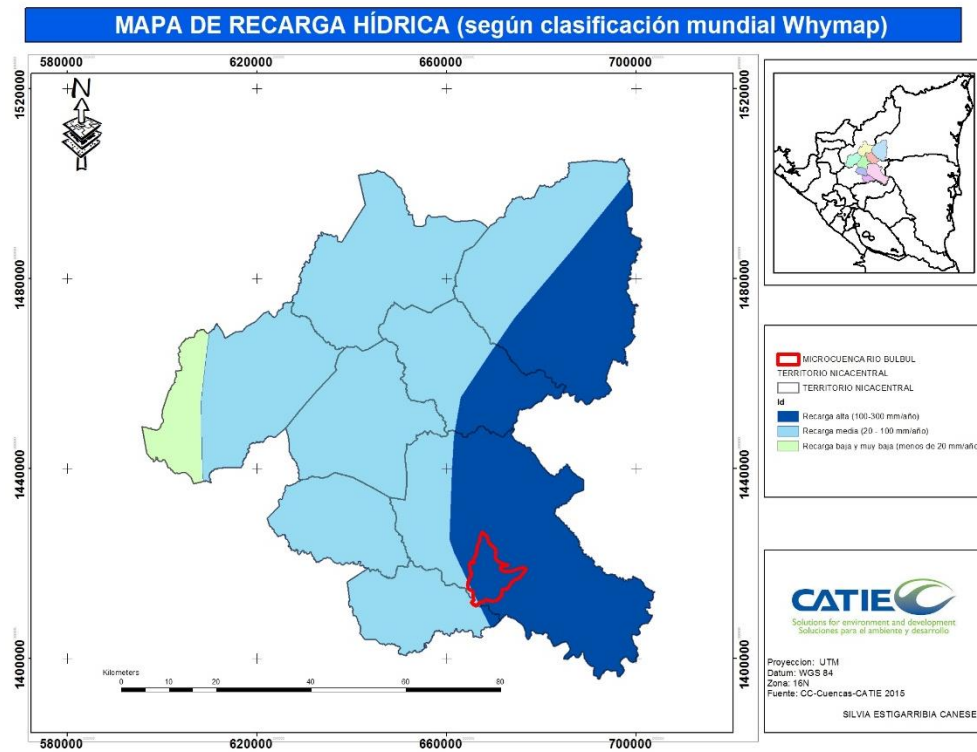 MAPA DE RECARGA HÍDRICA (según clasificación mundial Whymap)
580000 620000 660000 700000
1520000 1520000
N
1480000 1480000
1440000 1440000
1400000 1400000
Kilometers
0 10 20 40 60 80
580000 620000 660000 700000
MICROCUENCA RIO BULBUL
TERRITORIO NICACENTRAL
TERRITORIO NICACENTRAL
Id
Recarga alta (100-300 mm/año)
Recarga media (20 - 100 mm/año)
Recarga baja y muy baja (menos de 20 mm/año
CATIE
Solutions for environment and development
Soluciones para el ambiente y desarrollo
Proyeccion: UTM
Datum: WGS 84
Zona: 16N
Fuente: CC-Cuencas-CATIE 2015
SILVIA ESTIGARRIBIA CANESE